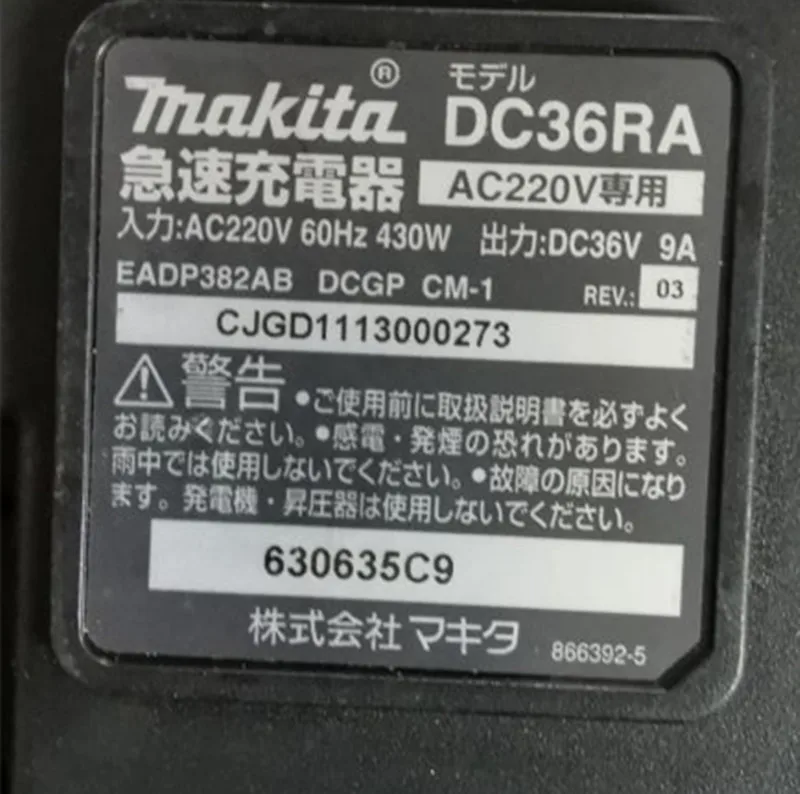 makita® モデル DC36RA
急速充電器 AC220V専用
入力:AC220V 60Hz 430W 出力:DC36V 9A
EADP382AB DCGP CM-1 REV.: 03
CJGD1113000273
警告 •ご使用前に取扱説明書を必ずよく
お読みください。•感電・発煙の恐れがあります。
雨中では使用しないでください。•故障の原因になり
ます。発電機・昇圧器は使用しないでください。
630635C9
株式会社マキタ 866392-5